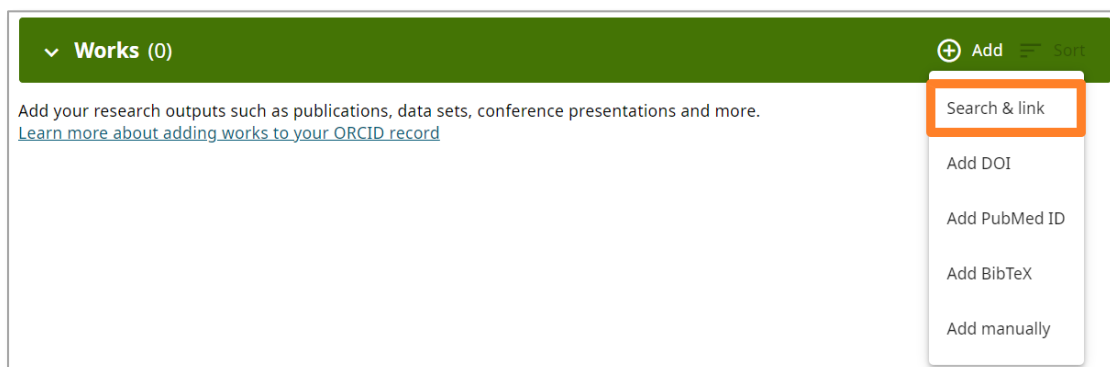 Works (0)
Add
Sort
Add your research outputs such as publications, data sets, conference presentations and more.
Learn more about adding works to your ORCID record
Search & link
Add DOI
Add PubMed ID
Add BibTeX
Add manually